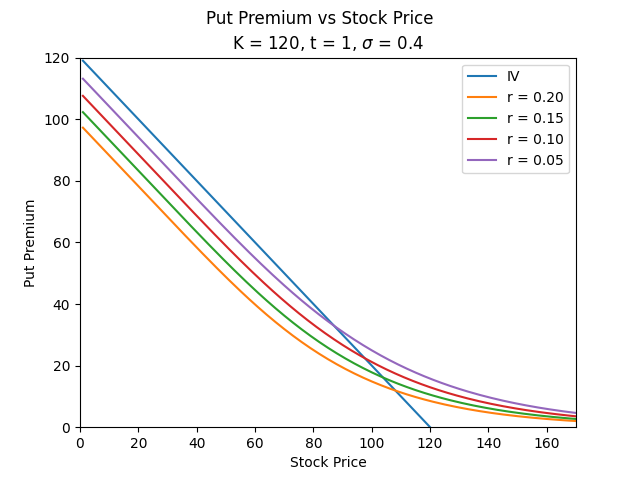 Put Premium vs Stock Price
K = 120, t = 1, σ = 0.4
IV
r = 0.20
r = 0.15
r = 0.10
r = 0.05
Put Premium
120
100
80
60
40
20
0
0 20 40 60 80 100 120 140 160
Stock Price